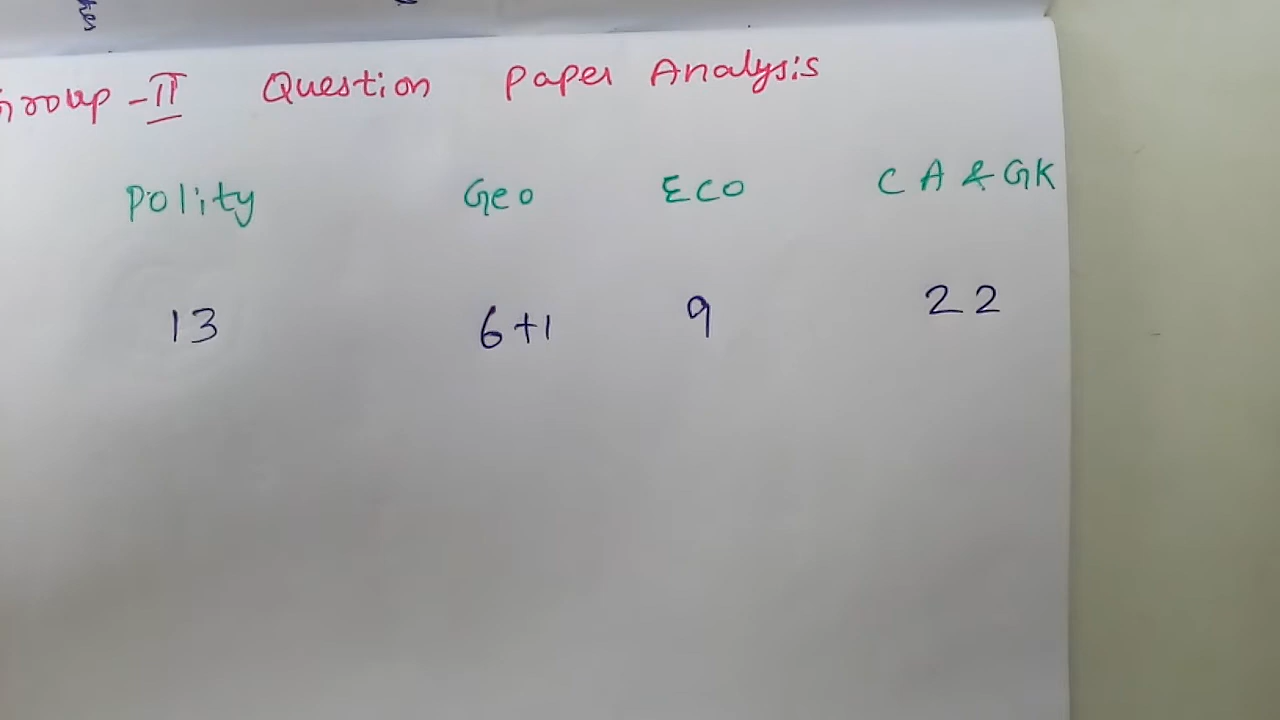 Group - II Question Paper Analysis
Polity Geo Eco CA & GK
13 6+1 9 22